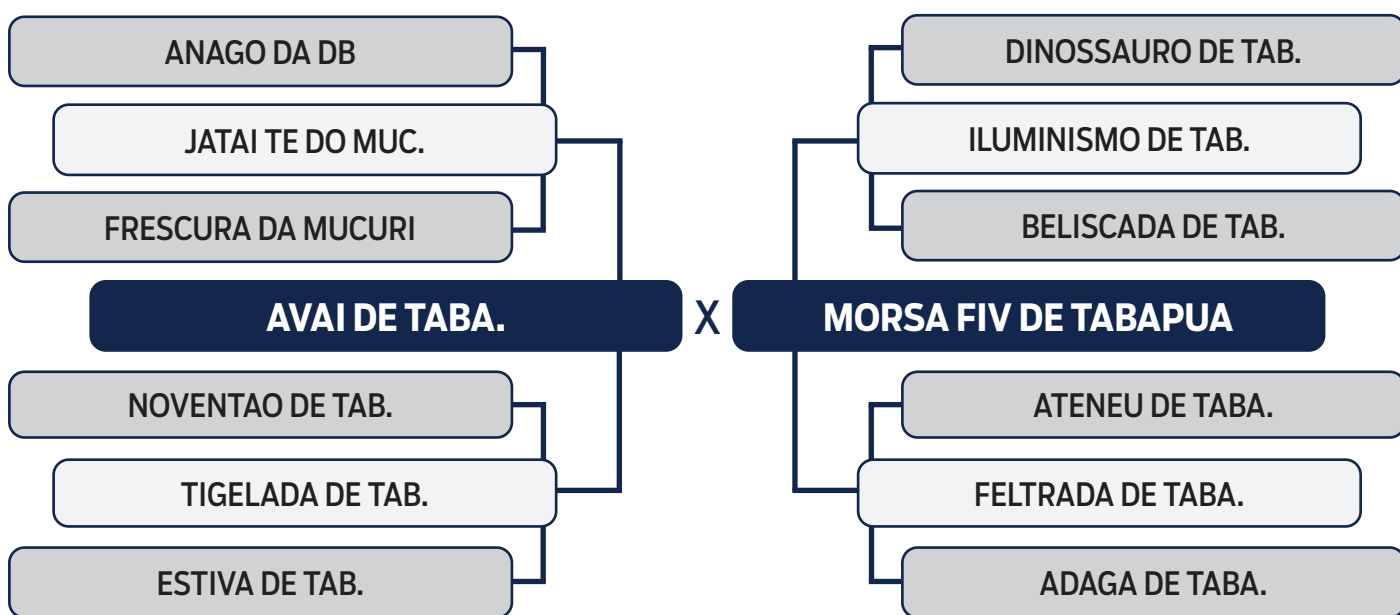 ANAGO DA DB
JATAI TE DO MUC.
FRESCURA DA MUCURI
AVAI DE TABA.
NOVENTAO DE TAB.
TIGELADA DE TAB.
ESTIVA DE TAB.
X
DINOSSAURO DE TAB.
ILUMINISMO DE TAB.
BELISCADA DE TAB.
MORSA FIV DE TABAPUA
ATENEU DE TABA.
FELTRADA DE TABA.
ADAGA DE TABA.